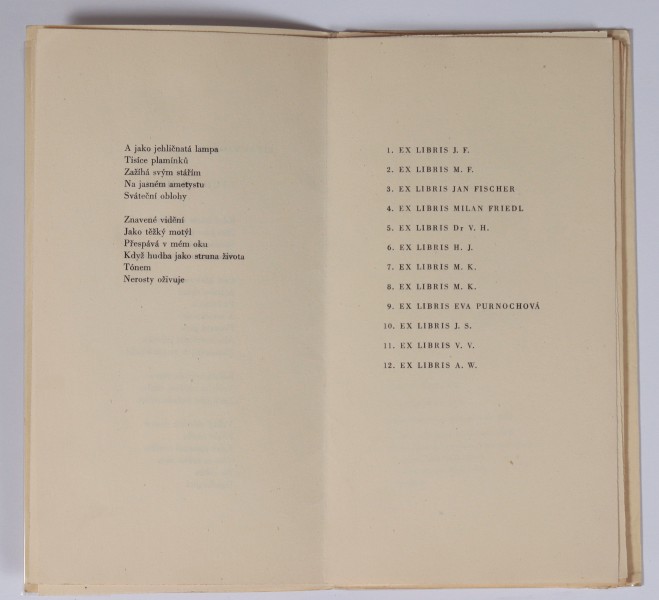 A jako jehličnatá lampa
Tisíce plamínků
Zažíhá svým stářím
Na jasném ametystu
Sváteční oblohy
Znavené vidění
Jako těžký motýl
Přespává v mém oku
Když hudba jako struna života
Tónem
Nerosty oživuje
1. EX LIBRIS J. F.
2. EX LIBRIS M. F.
3. EX LIBRIS JAN FISCHER
4. EX LIBRIS MILAN FRIEDL
5. EX LIBRIS Dr V. H.
6. EX LIBRIS H. J.
7. EX LIBRIS M. K.
8. EX LIBRIS M. K.
9. EX LIBRIS EVA PURNOCHOVÁ
10. EX LIBRIS J. S.
11. EX LIBRIS V. V.
12. EX LIBRIS A. W.